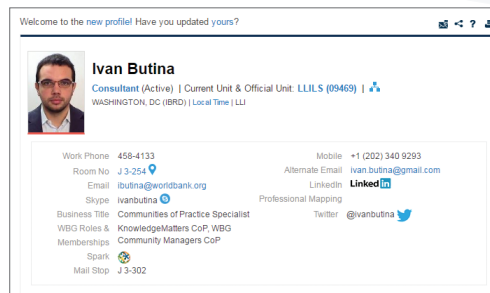 Welcome to the new profile! Have you updated yours?
?
Ivan Butina
Consultant (Active) | Current Unit & Official Unit: LLILS (09469) |
WASHINGTON, DC (IBRD) | Local Time | LLI
Work Phone 458-4133
Room No J 3-254
Email ibutina@worldbank.org
Skype ivanbutina
Business Title Communities of Practice Specialist
WBG Roles & Memberships KnowledgeMatters CoP, WBG Community Managers CoP
Spark
Mail Stop J 3-302
Mobile +1 (202) 340 9293
Alternate Email ivan.butina@gmail.com
LinkedIn Linked in
Professional Mapping
Twitter @ivanbutina